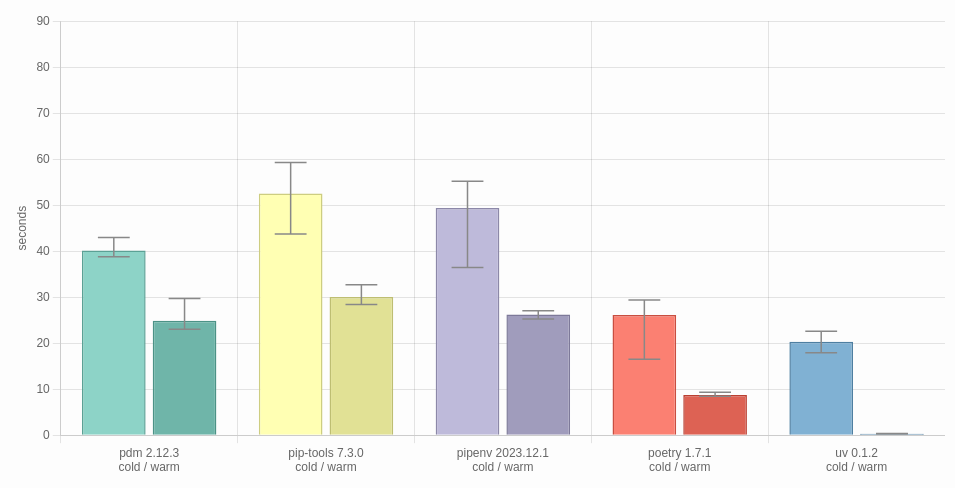 90
80
70
60
50
40
30
20
10
0
seconds
pdm 2.12.3
cold / warm
pip-tools 7.3.0
cold / warm
pipenv 2023.12.1
cold / warm
poetry 1.7.1
cold / warm
uv 0.1.2
cold / warm